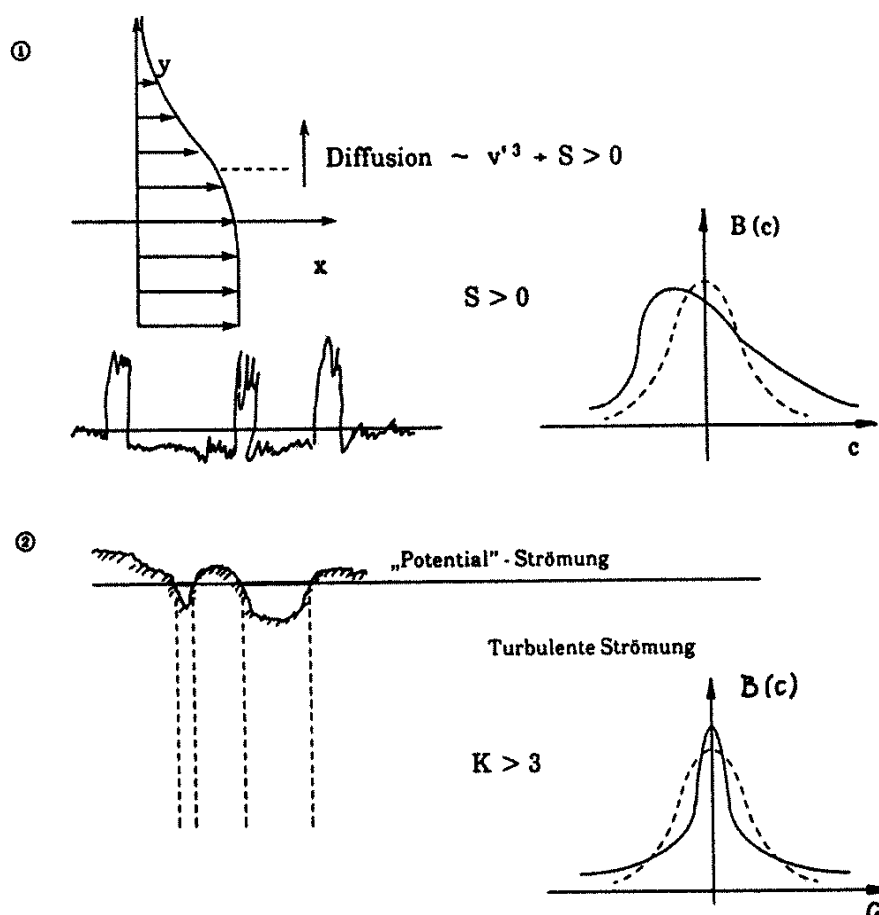 ①
y
Diffusion ~ v'³ + S > 0
x
B (c)
S > 0
c
②
„Potential" - Strömung
Turbulente Strömung
B (c)
K > 3
C